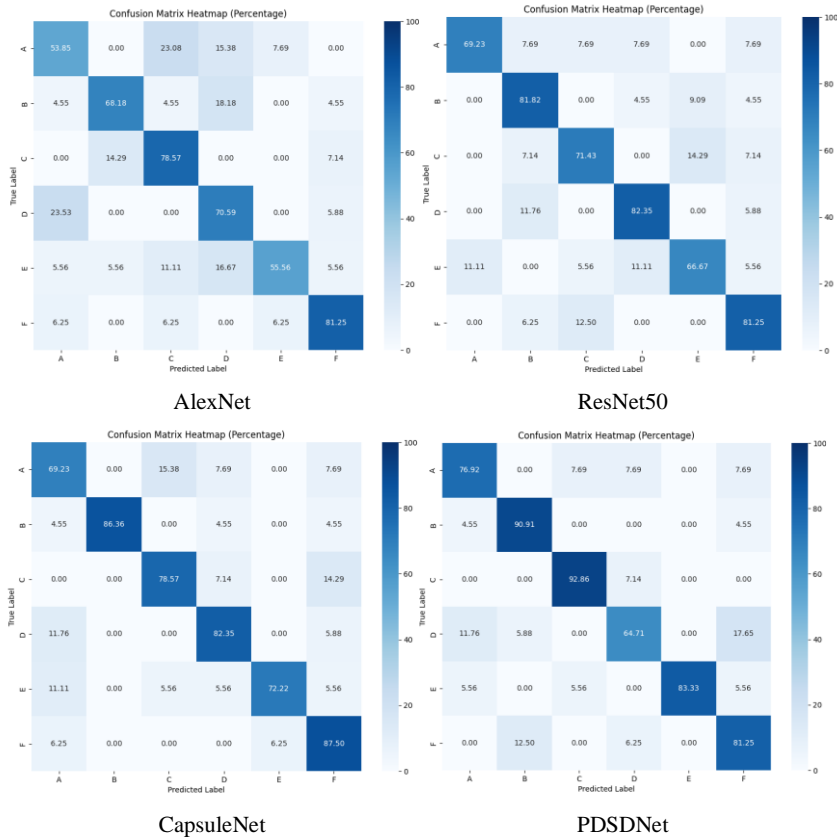 Confusion Matrix Heatmap (Percentage)
A 53.85 0.00 23.08 15.38 7.69 0.00
B 4.55 68.18 4.55 18.18 0.00 4.55
C 0.00 14.29 78.57 0.00 0.00 7.14
D 23.53 0.00 0.00 70.59 0.00 5.88
E 5.56 5.56 11.11 16.67 55.56 5.56
F 6.25 0.00 6.25 0.00 6.25 81.25
A B C D E F
True Label
Predicted Label
100
80
60
40
20
0
AlexNet
Confusion Matrix Heatmap (Percentage)
A 69.23 7.69 7.69 7.69 0.00 7.69
B 0.00 81.82 0.00 4.55 9.09 4.55
C 0.00 7.14 71.43 0.00 14.29 7.14
D 0.00 11.76 0.00 82.35 0.00 5.88
E 11.11 0.00 5.56 11.11 66.67 5.56
F 0.00 6.25 12.50 0.00 0.00 81.25
A B C D E F
True Label
Predicted Label
100
80
60
40
20
0
ResNet50
Confusion Matrix Heatmap (Percentage)
A 69.23 0.00 15.38 7.69 0.00 7.69
B 4.55 86.36 0.00 4.55 0.00 4.55
C 0.00 0.00 78.57 7.14 0.00 14.29
D 11.76 0.00 0.00 82.35 0.00 5.88
E 11.11 0.00 5.56 5.56 72.22 5.56
F 6.25 0.00 0.00 0.00 6.25 87.50
A B C D E F
True Label
Predicted Label
100
80
60
40
20
0
CapsuleNet
Confusion Matrix Heatmap (Percentage)
A 76.92 0.00 7.69 7.69 0.00 7.69
B 4.55 90.91 0.00 0.00 0.00 4.55
C 0.00 0.00 92.86 7.14 0.00 0.00
D 11.76 5.88 0.00 64.71 0.00 17.65
E 5.56 0.00 5.56 0.00 83.33 5.56
F 0.00 12.50 0.00 6.25 0.00 81.25
A B C D E F
True Label
Predicted Label
100
80
60
40
20
0
PDSDNet